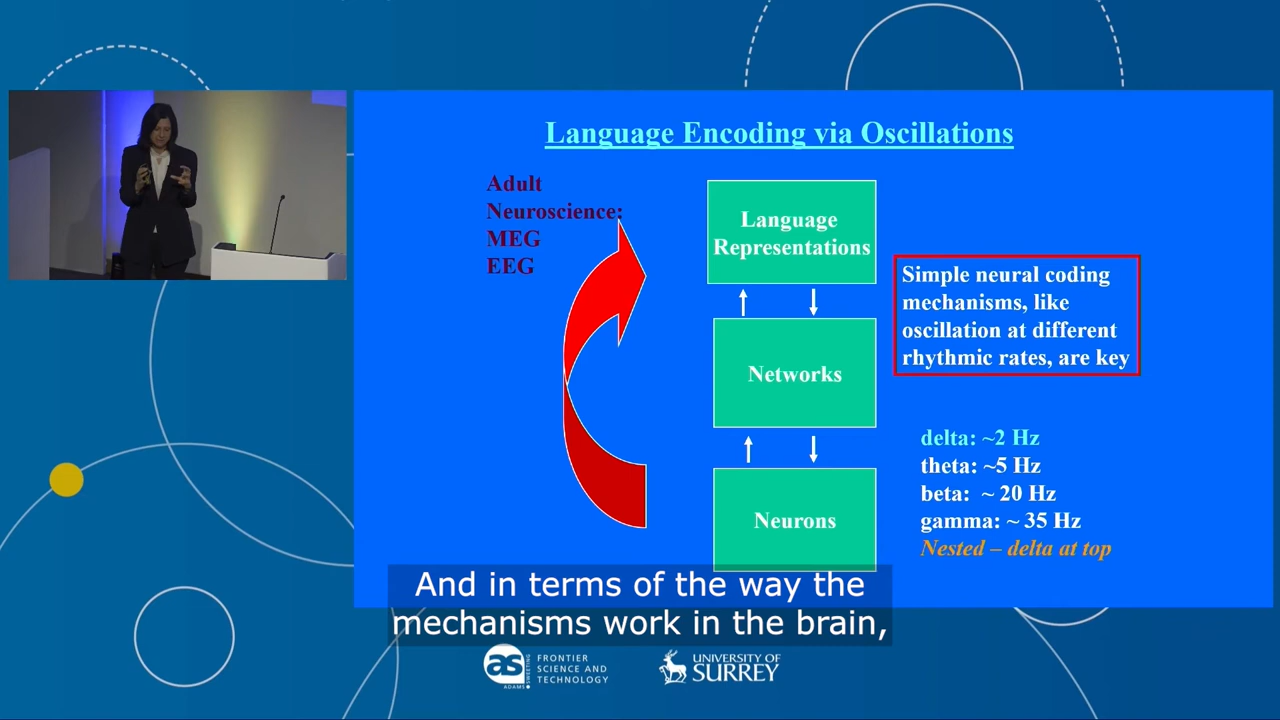 Language Encoding via Oscillations
Adult
Neuroscience:
MEG
EEG
Language
Representations
Simple neural coding
mechanisms, like
oscillation at different
rhythmic rates, are key
Networks
delta: ~2 Hz
theta: ~5 Hz
beta: ~ 20 Hz
gamma: ~ 35 Hz
Nested – delta at top
Neurons
And in terms of the way the
mechanisms work in the brain,
as
ADAMS
SWEETING
FRONTIER
SCIENCE AND
TECHNOLOGY
UNIVERSITY OF
SURREY